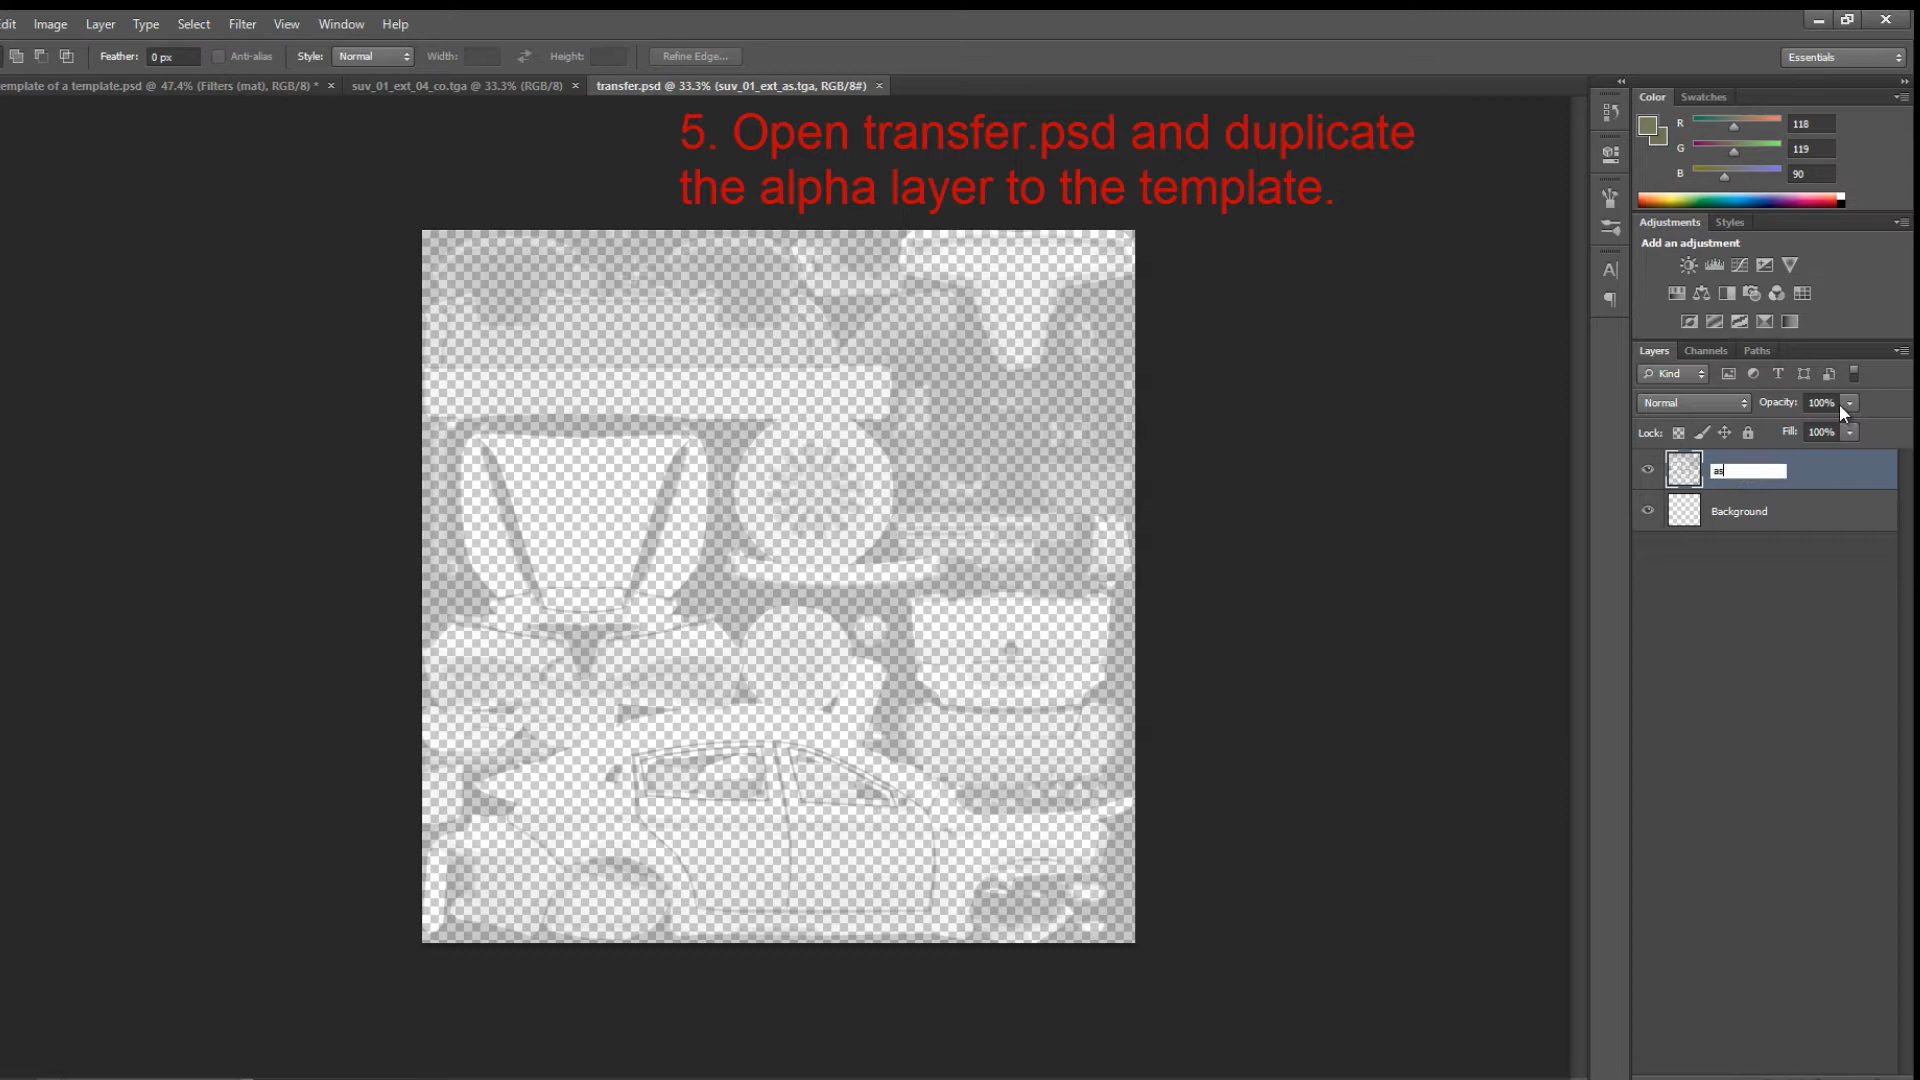 dit Image Layer Type Select Filter View Window Help
Feather: 0 px Anti-alias Style: Normal Width: Height: Refine Edge... Essentials
emplate of a template.psd @ 47.4% (Filters (mat), RGB/8) * × suv_01_ext_04_co.tga @ 33.3% (RGB/8) × transfer.psd @ 33.3% (suv_01_ext_as.tga, RGB/8#) ×
5. Open transfer.psd and duplicate
the alpha layer to the template.
Color Swatches
R 118
G 119
B 90
Adjustments Styles
Add an adjustment
Layers Channels Paths
Kind
Normal Opacity: 100%
Lock: Fill: 100%
as
Background